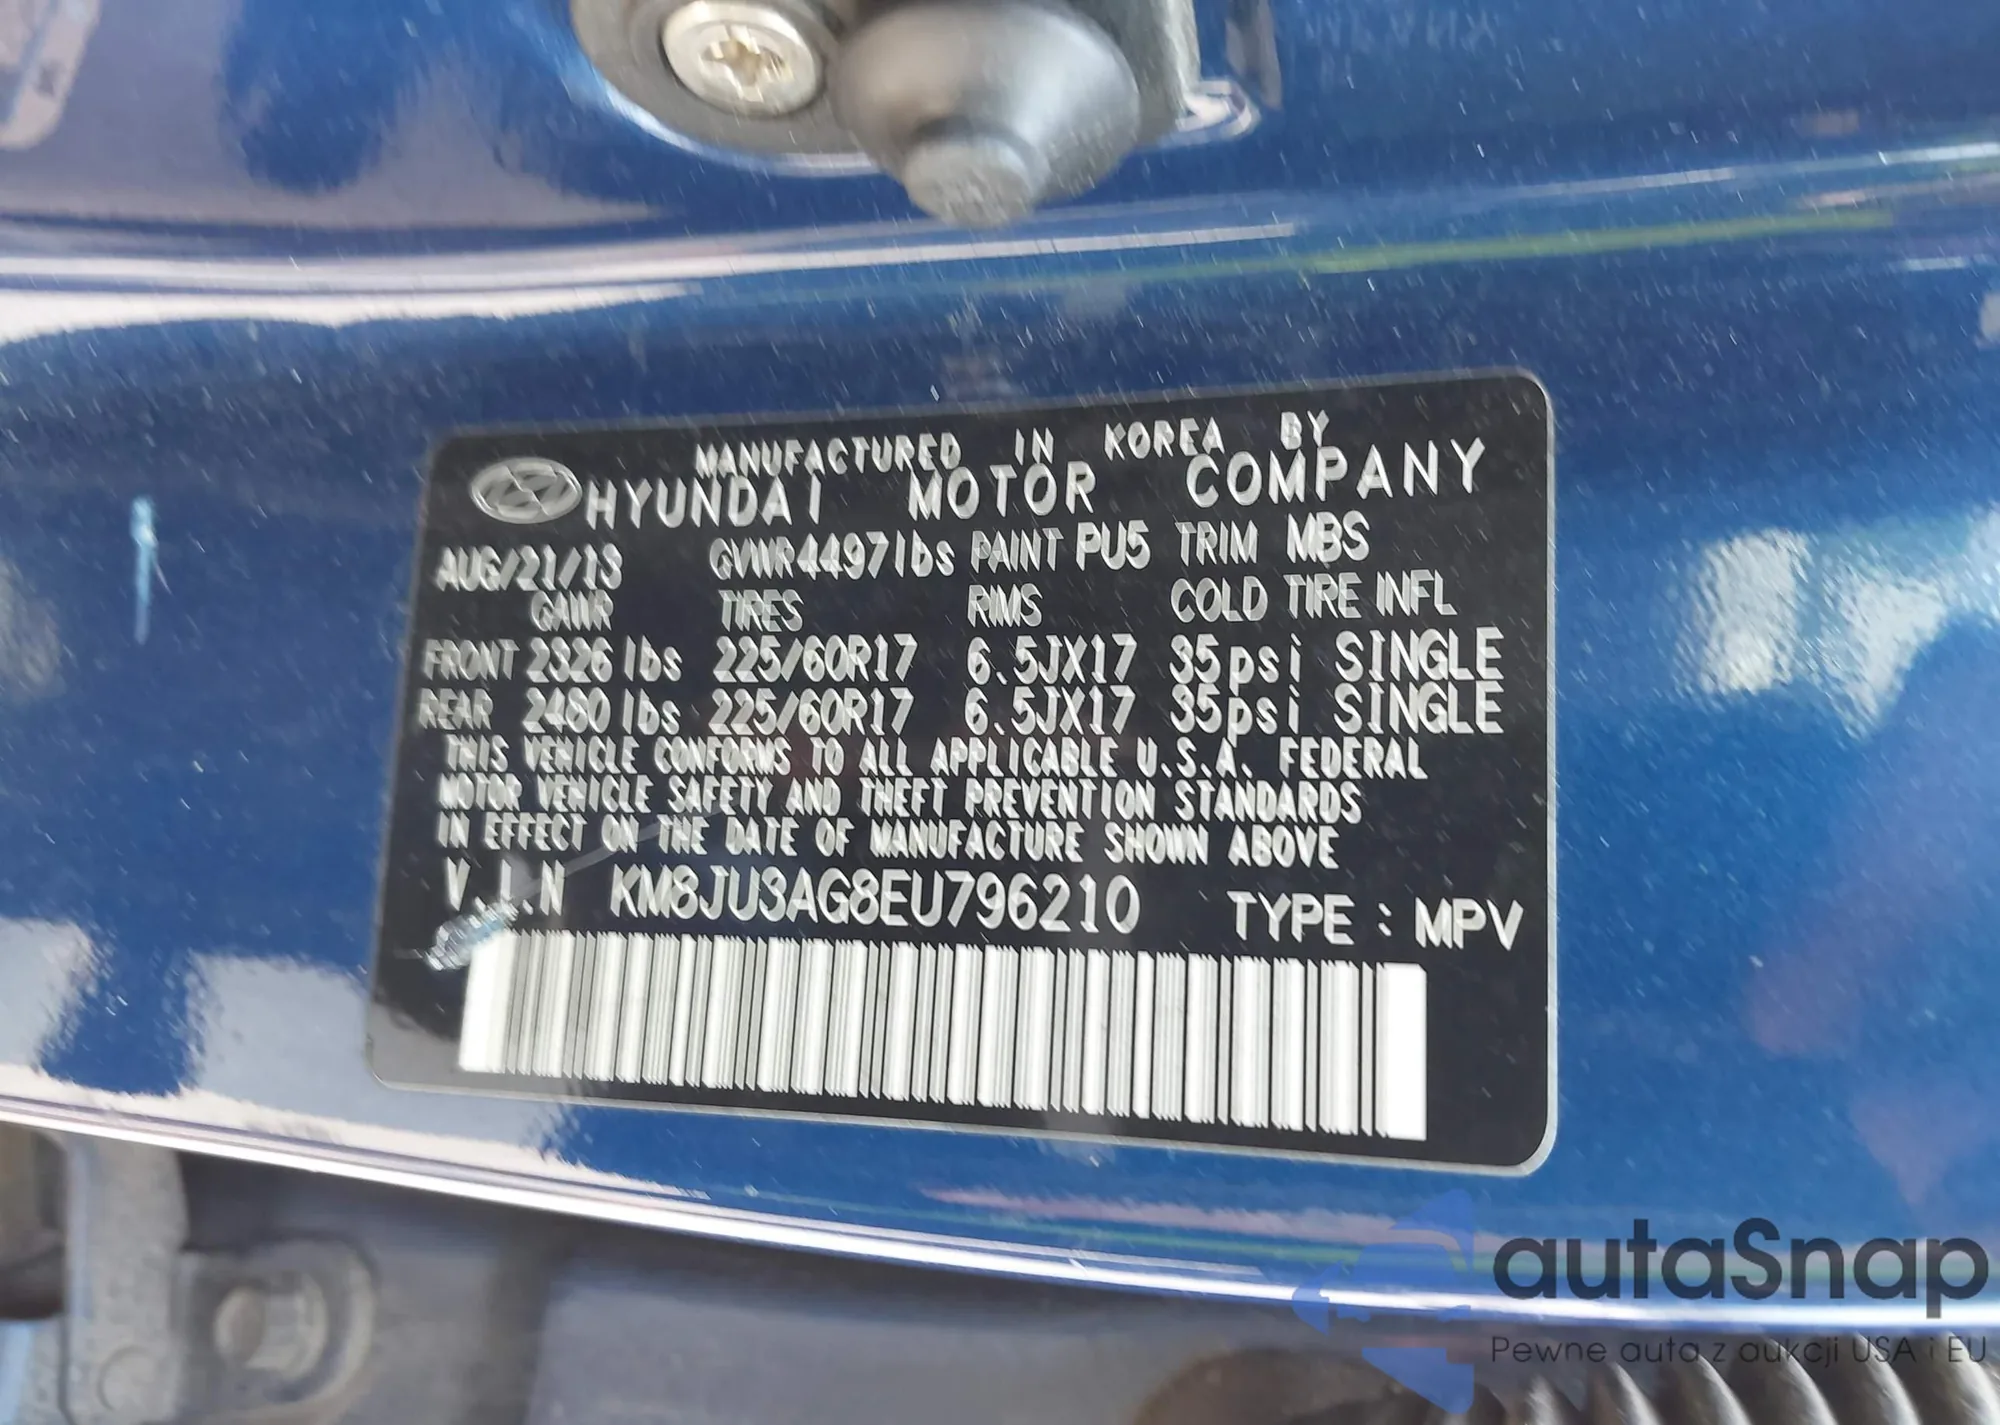 MANUFACTURED IN KOREA BY
HYUNDAI MOTOR COMPANY
AUG/21/13 GVWR 4497lbs PAINT PU5 TRIM MBS
GAWR TIRES RIMS COLD TIRE INFL
FRONT 2326 lbs 225/60R17 6.5JX17 35psi SINGLE
REAR 2480 lbs 225/60R17 6.5JX17 35psi SINGLE
THIS VEHICLE CONFORMS TO ALL APPLICABLE U.S.A. FEDERAL
MOTOR VEHICLE SAFETY AND THEFT PREVENTION STANDARDS
IN EFFECT ON THE DATE OF MANUFACTURE SHOWN ABOVE
V.I.N KM8JU3AG8EU796210 TYPE : MPV
autaSnap
Pewne auta z aukcji USA i EU